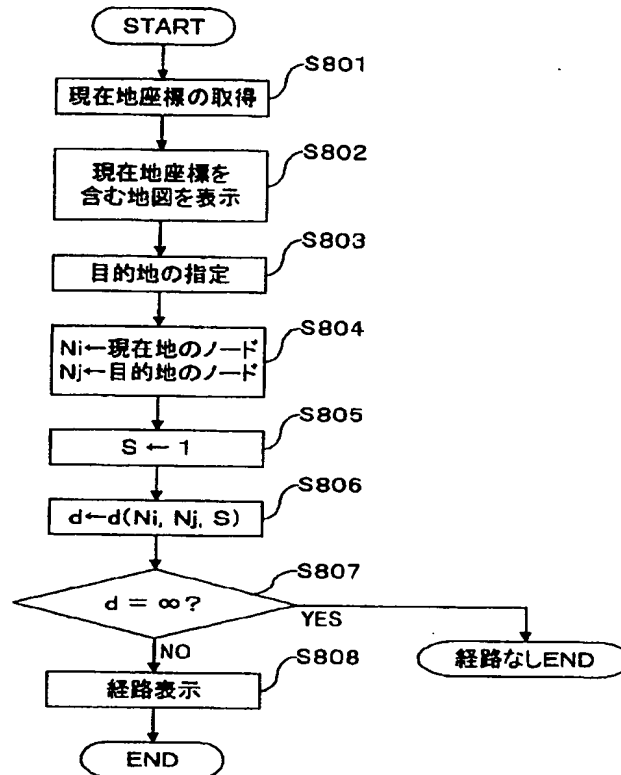 START
S801
現在地座標の取得
S802
現在地座標を
含む地図を表示
S803
目的地の指定
S804
Ni←現在地のノード
Nj←目的地のノード
S805
S ← 1
S806
d←d(Ni, Nj, S)
S807
d = ∞?
YES
NO
経路なしEND
S808
経路表示
END